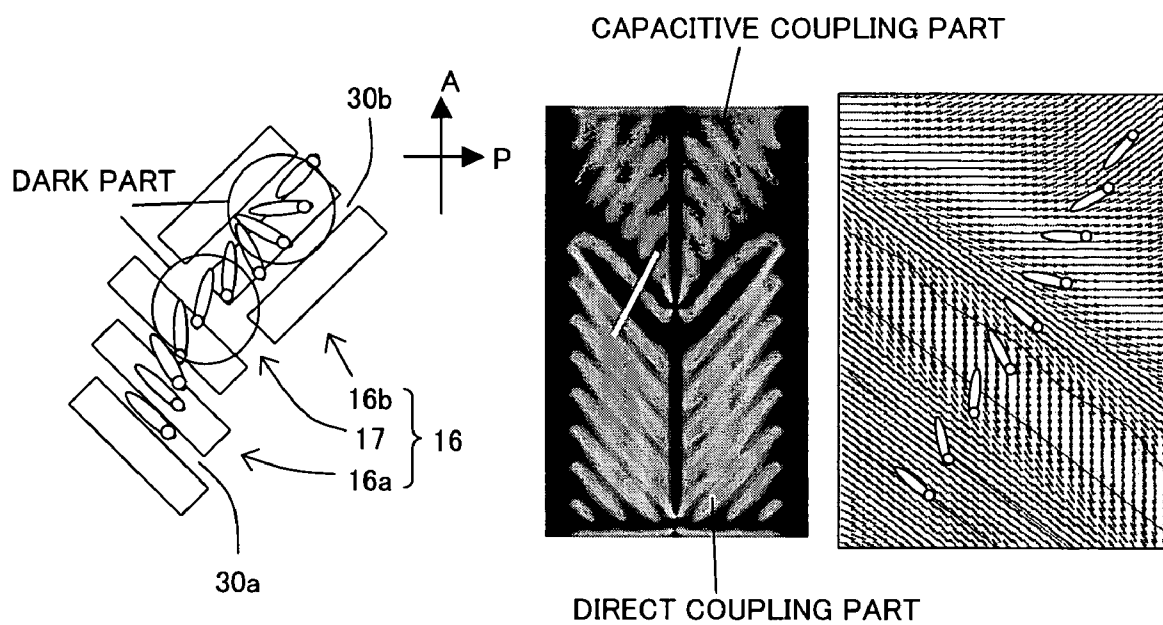 CAPACITIVE COUPLING PART
A
30b
P
DARK PART
16b
17
16
16a
30a
DIRECT COUPLING PART